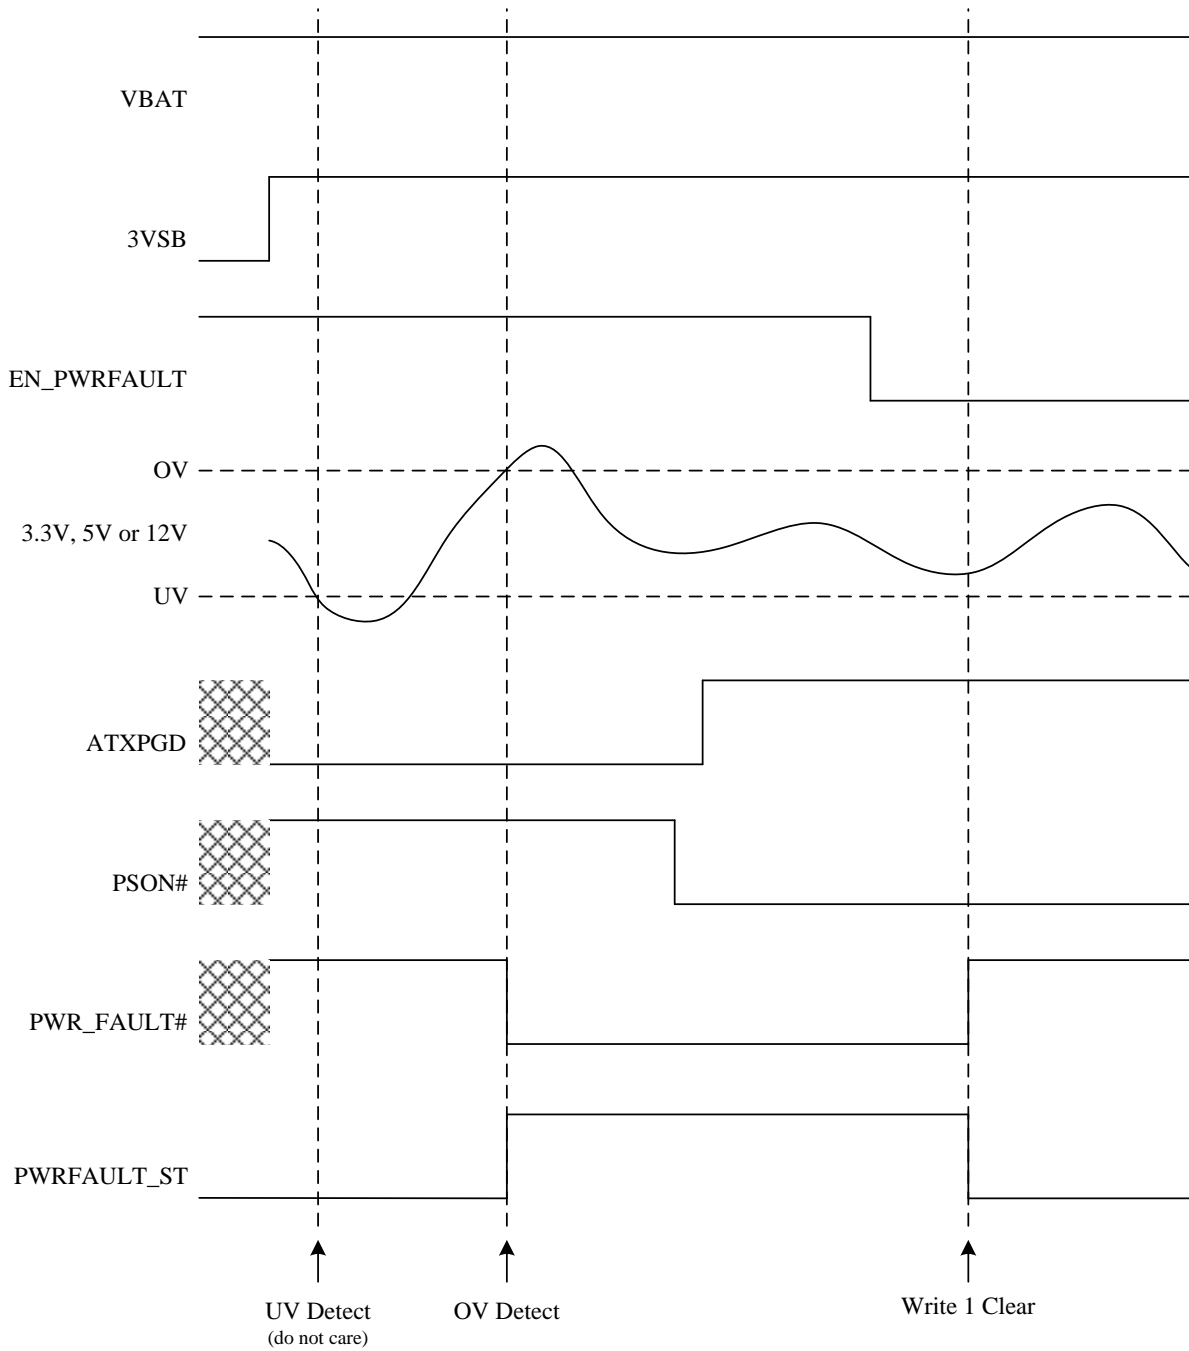 VBAT
3VSB
EN_PWRFAULT
OV
3.3V, 5V or 12V
UV
ATXPGD
PSON#
PWR_FAULT#
PWRFAULT_ST
UV Detect
(do not care)
OV Detect
Write 1 Clear